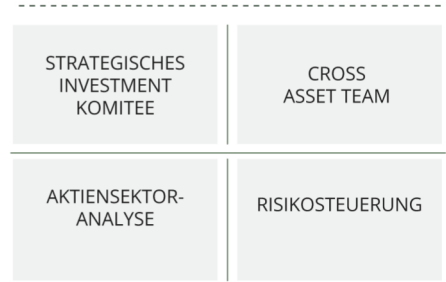 STRATEGISCHES
INVESTMENT
KOMITEE
CROSS
ASSET TEAM
AKTIENSEKTOR-
ANALYSE
RISIKOSTEUERUNG